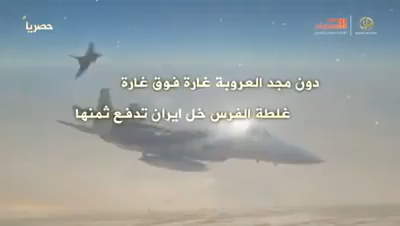 حصرياً
دون مجد العروبة غارة فوق غارة
غلطة الفرس خل ايران تدفع ثمنها